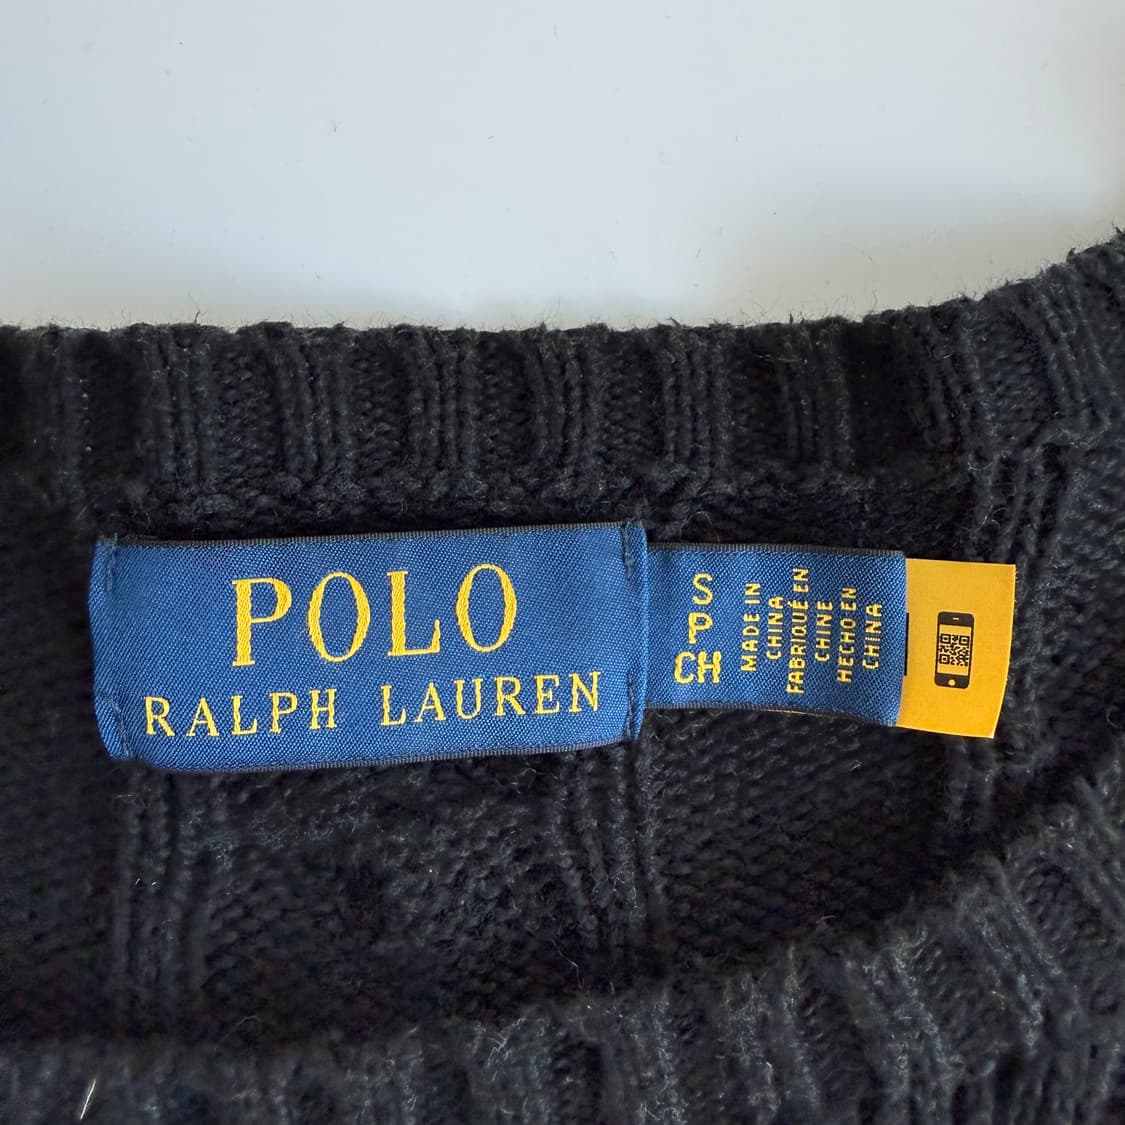 POLO
RALPH LAUREN
S
P
CH
MADE IN
CHINA
FABRIQUÉ EN
CHINE
HECHO EN
CHINA